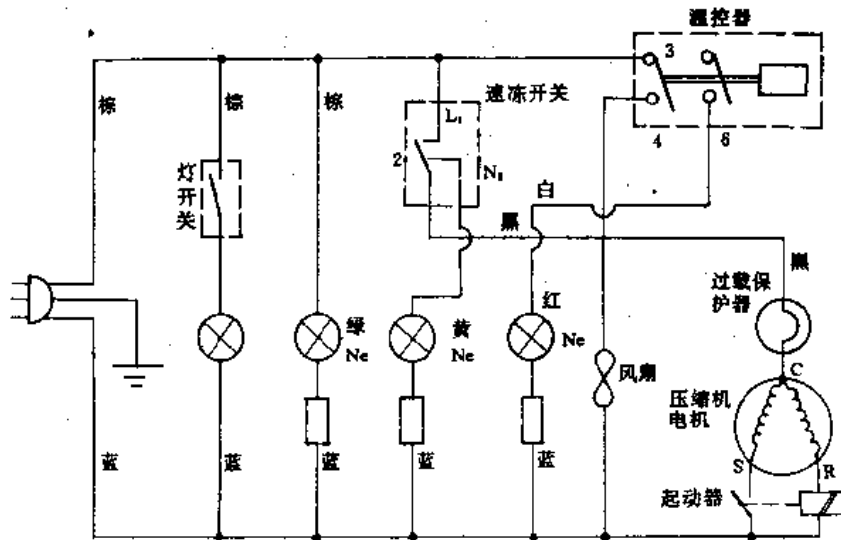 温控器
3
4
6
速冻开关
L₁
2
N₁
棕
棕
棕
灯开关
白
黑
黑
过载保护器
绿
Ne
黄
Ne
红
Ne
风扇
C
压缩机电机
S
R
起动器
蓝
蓝
蓝
蓝
蓝